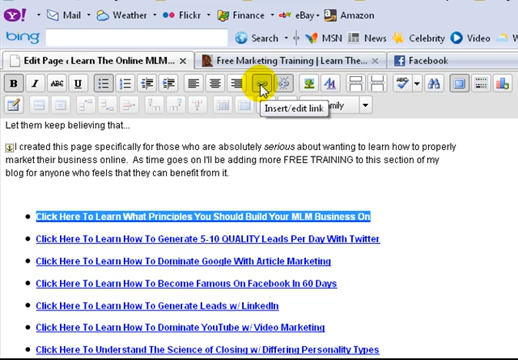 Y! Mail Weather Flickr Finance eBay Amazon
bing Search MSN News Celebrity Video
Edit Page ‹ Learn The Online MLM... Free Marketing Training | Learn The... Facebook
B I ABC U
Insert/edit link
Let them keep believing that...
I created this page specifically for those who are absolutely serious about wanting to learn how to properly
market their business online. As time goes on I'll be adding more FREE TRAINING to this section of my
blog for anyone who feels that they can benefit from it.
Click Here To Learn What Principles You Should Build Your MLM Business On
Click Here To Learn How To Generate 5-10 QUALITY Leads Per Day With Twitter
Click Here To Learn How To Dominate Google With Article Marketing
Click Here To Become Famous On Facebook In 60 Days
Click Here To Learn How To Generate Leads w/ LinkedIn
Click Here To Learn How To Dominate YouTube w/ Video Marketing
Click Here To Understand The Science of Closing w/ Differing Personality Types